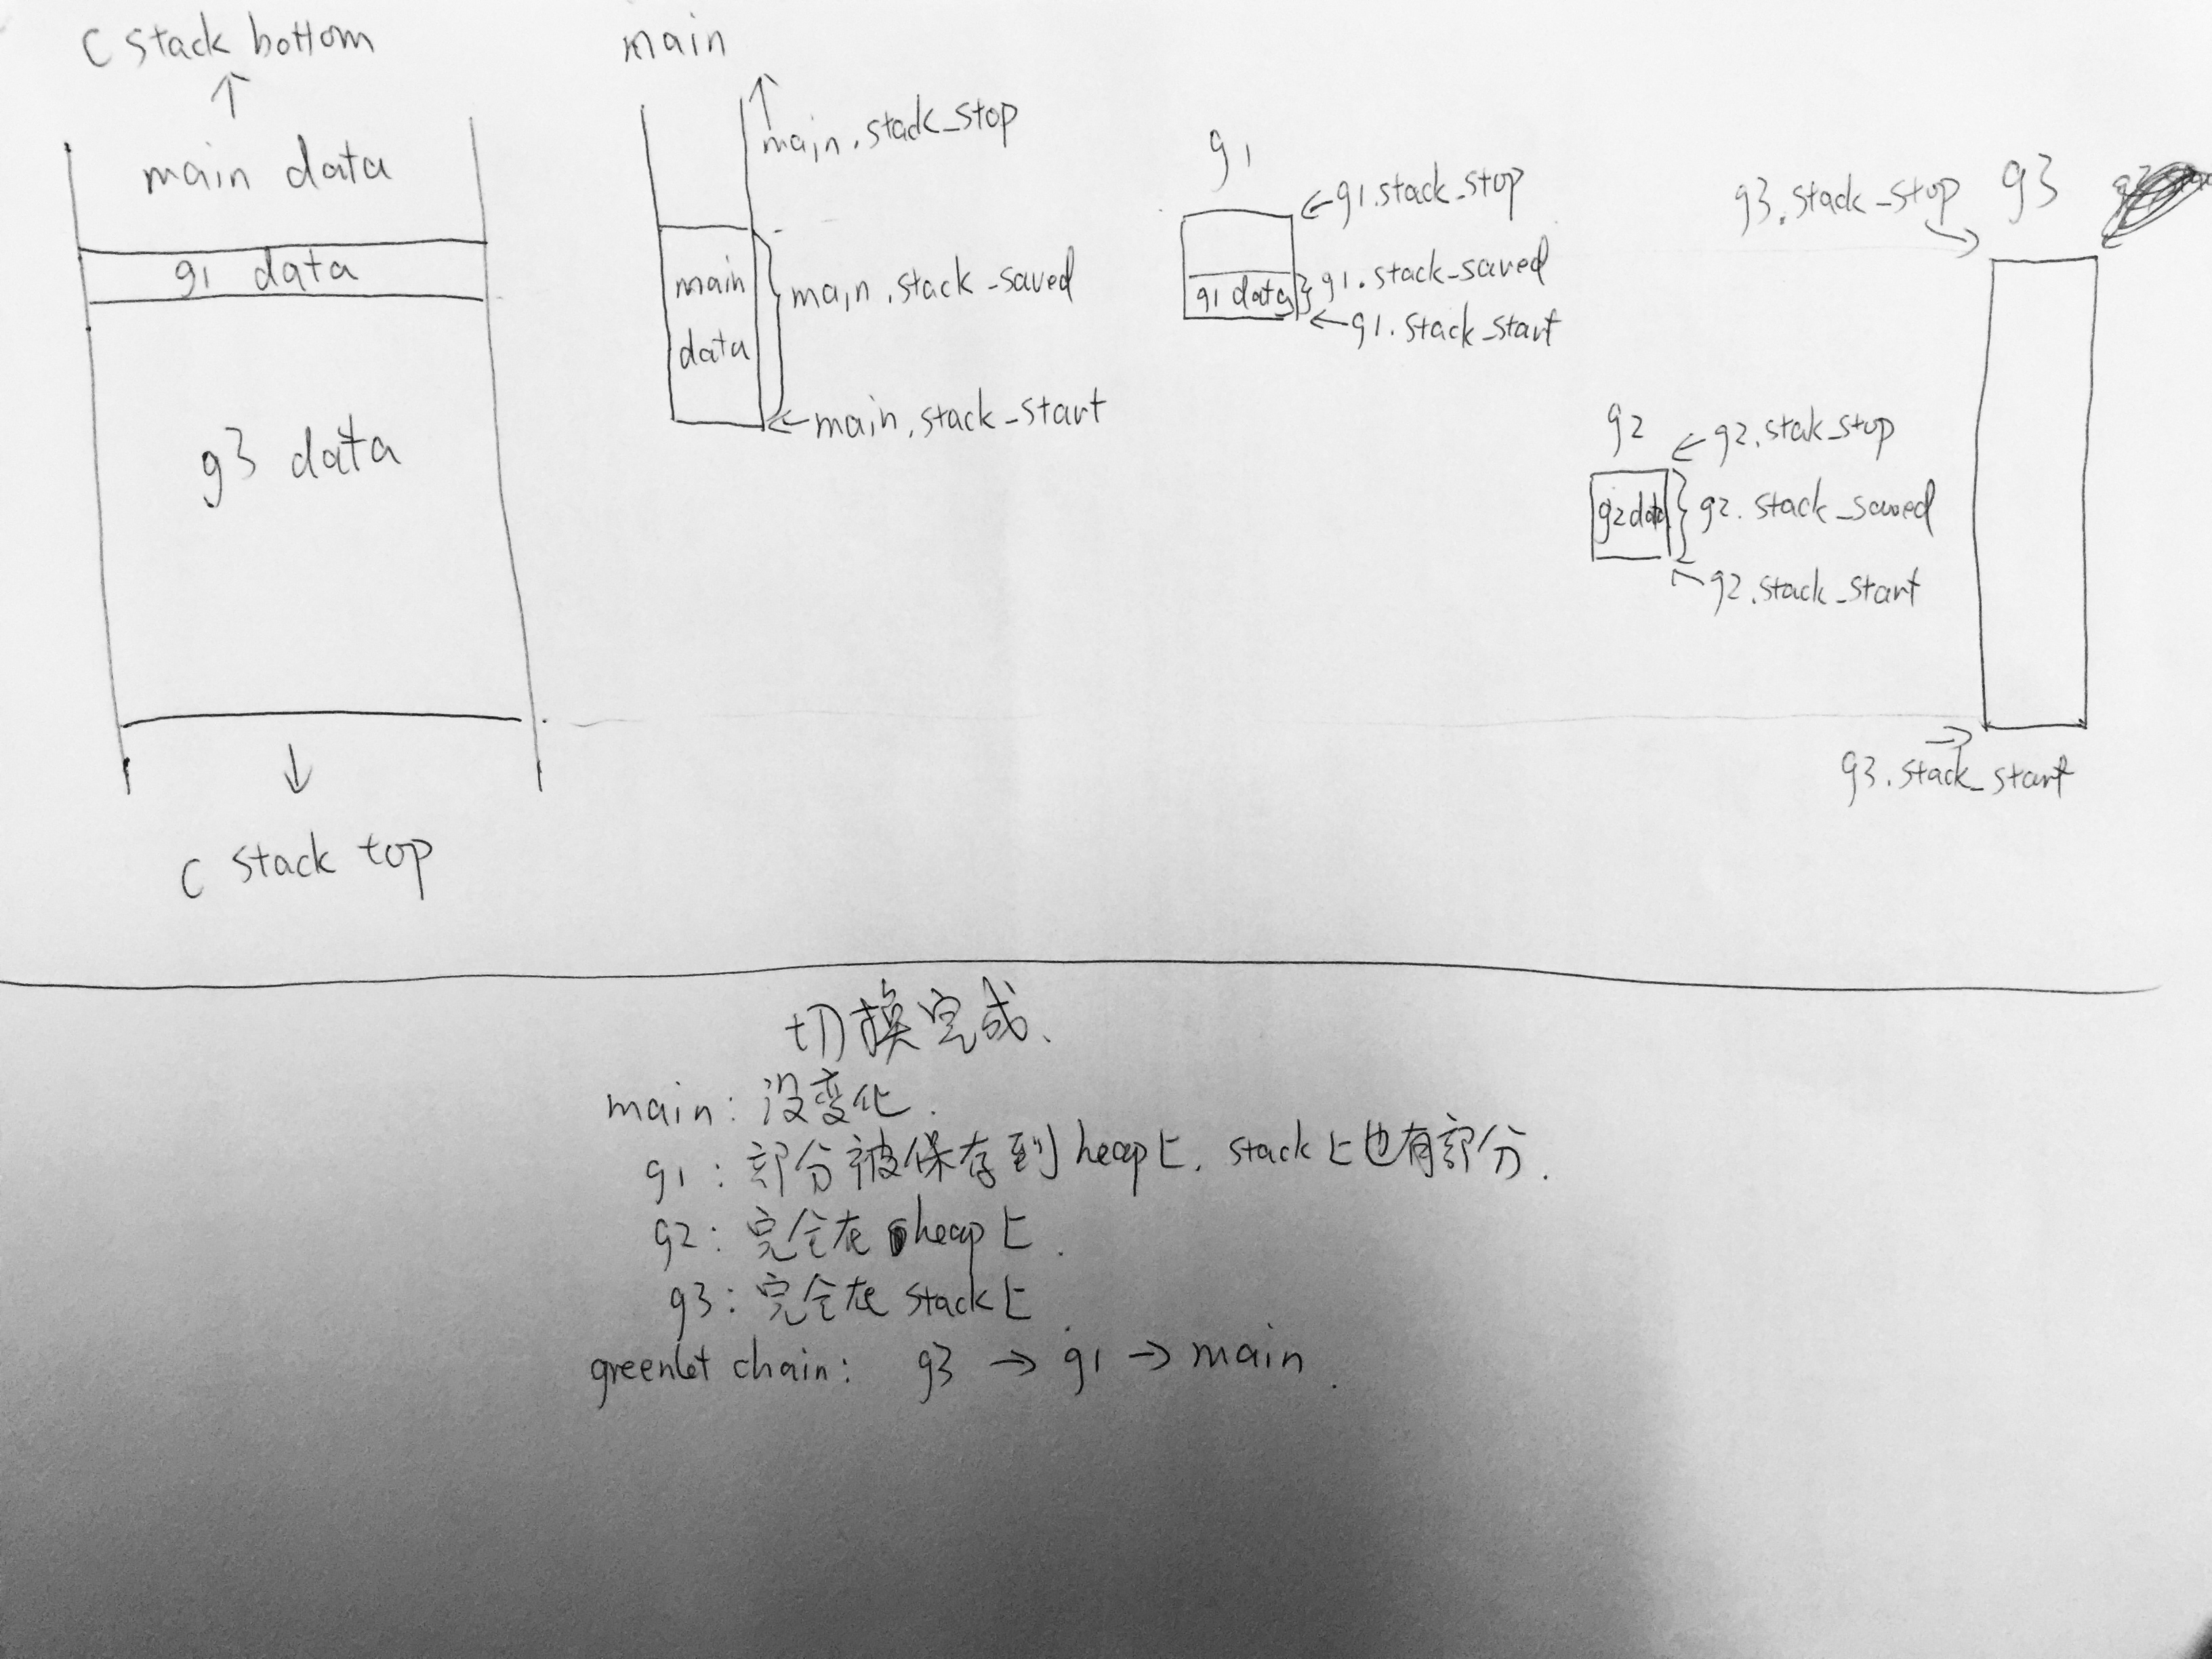 C stack bottom
↑
main data
g1 data
g3 data
↓
C stack top
main
↑
main.stack_stop
main
data
main.stack_saved
←main.stack_start
g1
←g1.stack_stop
g1 data
g1.stack_saved
←g1.stack_start
g2
←g2.stak_stop
g2 data
g2.stack_saved
g2.stack_start
g3.stack_stop
g3
→
g3.stack_start
切换完成.
main: 没变化.
g1: 部分被保存到heap上. stack上也有部分.
g2: 完全在heap上.
g3: 完全在stack上.
greenlet chain: g3 → g1 → main.